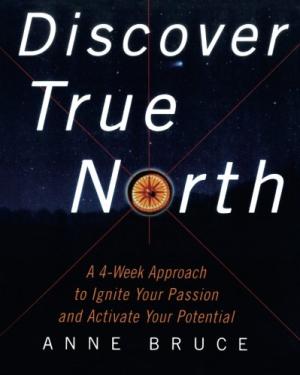 Discover
True
North
A 4-Week Approach
to Ignite Your Passion
and Activate Your Potential
ANNE BRUCE